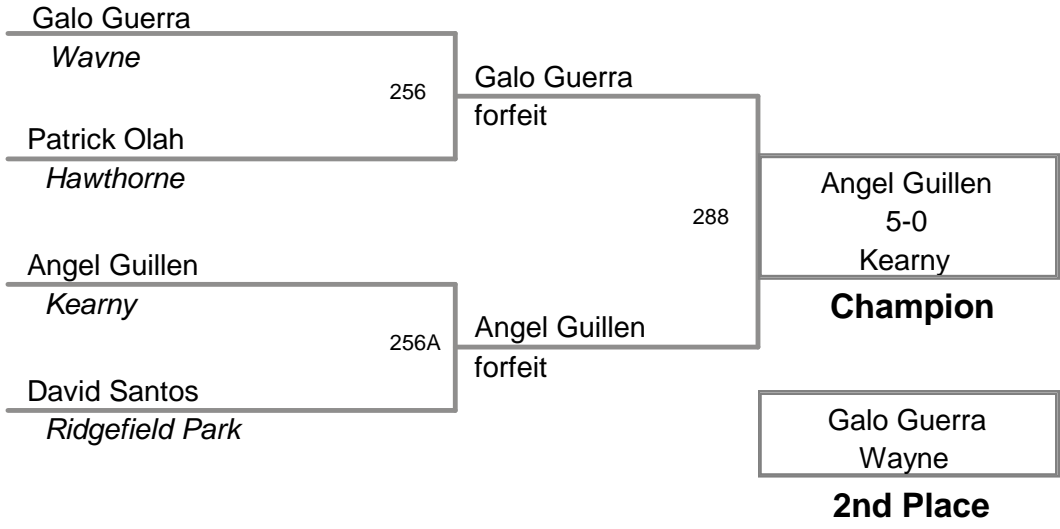 Galo Guerra
Wayne
256
Galo Guerra
forfeit
Patrick Olah
Hawthorne
288
Angel Guillen
5-0
Kearny
Champion
Angel Guillen
Kearny
256A
Angel Guillen
forfeit
David Santos
Ridgefield Park
Galo Guerra
Wayne
2nd Place